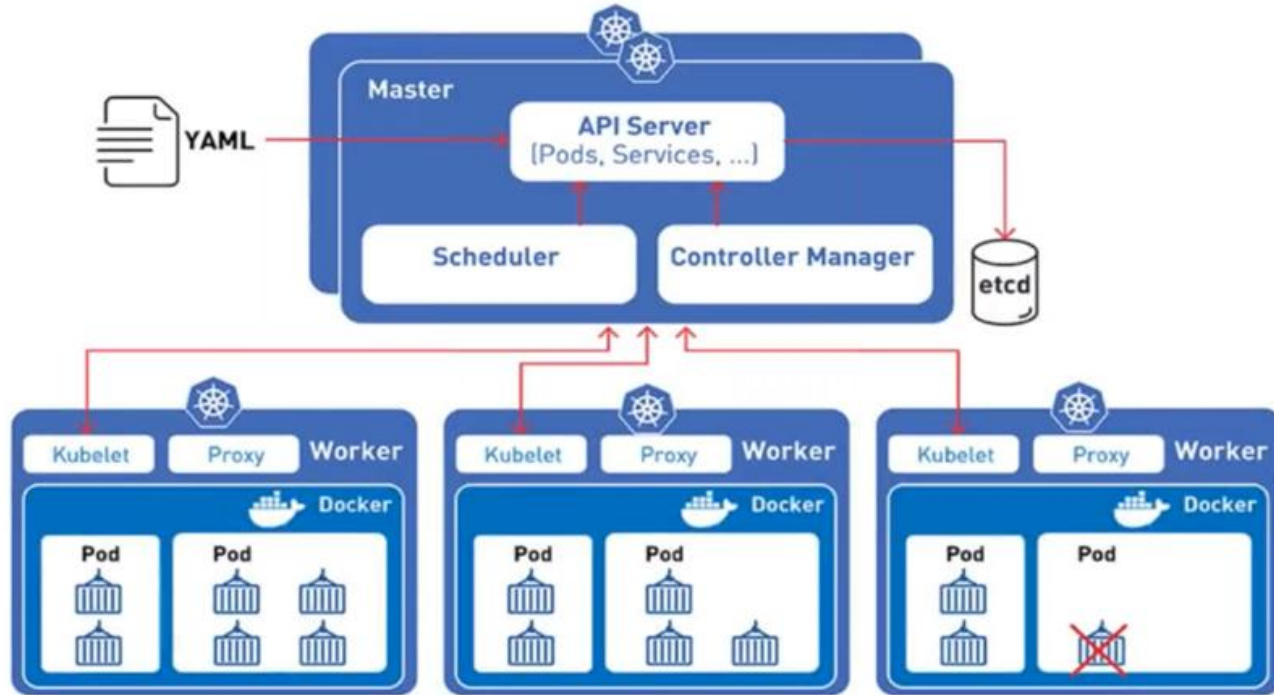 Master
YAML
API Server
(Pods, Services, ...)
Scheduler
Controller Manager
etcd
Kubelet
Proxy
Worker
Docker
Pod
Pod
Kubelet
Proxy
Worker
Docker
Pod
Pod
Kubelet
Proxy
Worker
Docker
Pod
Pod